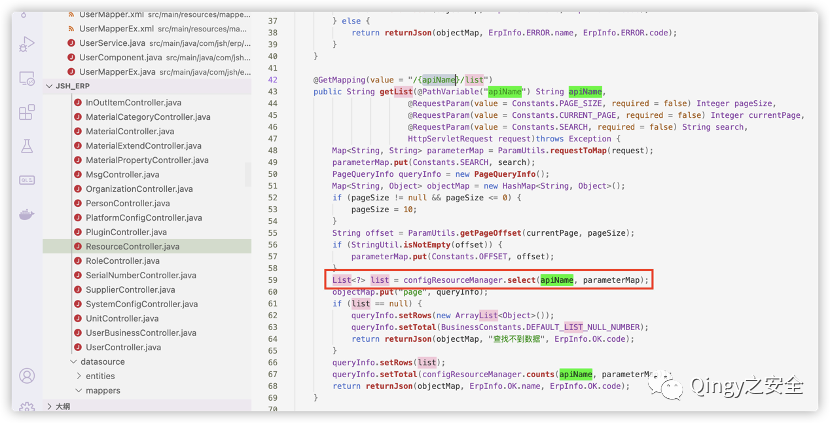 UserMapper.xml src/main/resources/mappe...
UserMapperEx.xml src/main/resources/ma...
UserService.java src/main/java/com/jsh/erp/...
UserComponent.java src/main/java/com/jsh...
UserMapperEx.java src/main/java/com/jsh/e...
JSH_ERP
InOutItemController.java
MaterialCategoryController.java
MaterialController.java
MaterialExtendController.java
MaterialPropertyController.java
MsgController.java
OrganizationController.java
PersonController.java
PlatformConfigController.java
PluginController.java
ResourceController.java
RoleController.java
SerialNumberController.java
SupplierController.java
SystemConfigController.java
UnitController.java
UserBusinessController.java
UserController.java
datasource
entities
mappers
大纲
37 } else {
38 return returnJson(objectMap, ErpInfo.ERROR.name, ErpInfo.ERROR.code);
39 }
40 }
41
42 @GetMapping(value = "/{apiName}/list")
43 public String getList(@PathVariable("apiName") String apiName,
44 @RequestParam(value = Constants.PAGE_SIZE, required = false) Integer pageSize,
45 @RequestParam(value = Constants.CURRENT_PAGE, required = false) Integer currentPage,
46 @RequestParam(value = Constants.SEARCH, required = false) String search,
47 HttpServletRequest request)throws Exception {
48 Map<String, String> parameterMap = ParamUtils.requestToMap(request);
49 parameterMap.put(Constants.SEARCH, search);
50 PageQueryInfo queryInfo = new PageQueryInfo();
51 Map<String, Object> objectMap = new HashMap<String, Object>();
52 if (pageSize != null && pageSize <= 0) {
53 pageSize = 10;
54 }
55 String offset = ParamUtils.getPageOffset(currentPage, pageSize);
56 if (StringUtil.isNotEmpty(offset)) {
57 parameterMap.put(Constants.OFFSET, offset);
58 }
59 List<?> list = configResourceManager.select(apiName, parameterMap);
60 objectMap.put("page", queryInfo);
61 if (list == null) {
62 queryInfo.setRows(new ArrayList<Object>());
63 queryInfo.setTotal(BusinessConstants.DEFAULT_LIST_NULL_NUMBER);
64 return returnJson(objectMap, "查找不到数据", ErpInfo.OK.code);
65 }
66 queryInfo.setRows(list);
67 queryInfo.setTotal(configResourceManager.counts(apiName, parameterMap
68 return returnJson(objectMap, ErpInfo.OK.name, ErpInfo.OK.code);
69 }
70
Qingy之安全